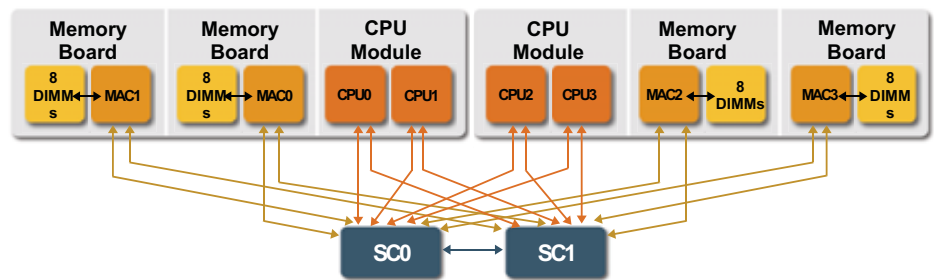 Memory
Board
Memory
Board
CPU
Module
CPU
Module
Memory
Board
Memory
Board
8
DIMM
s
MAC1
8
DIMM
s
MAC0
CPU0
CPU1
CPU2
CPU3
MAC2
8
DIMMs
MAC3
8
DIMM
s
SC0
SC1